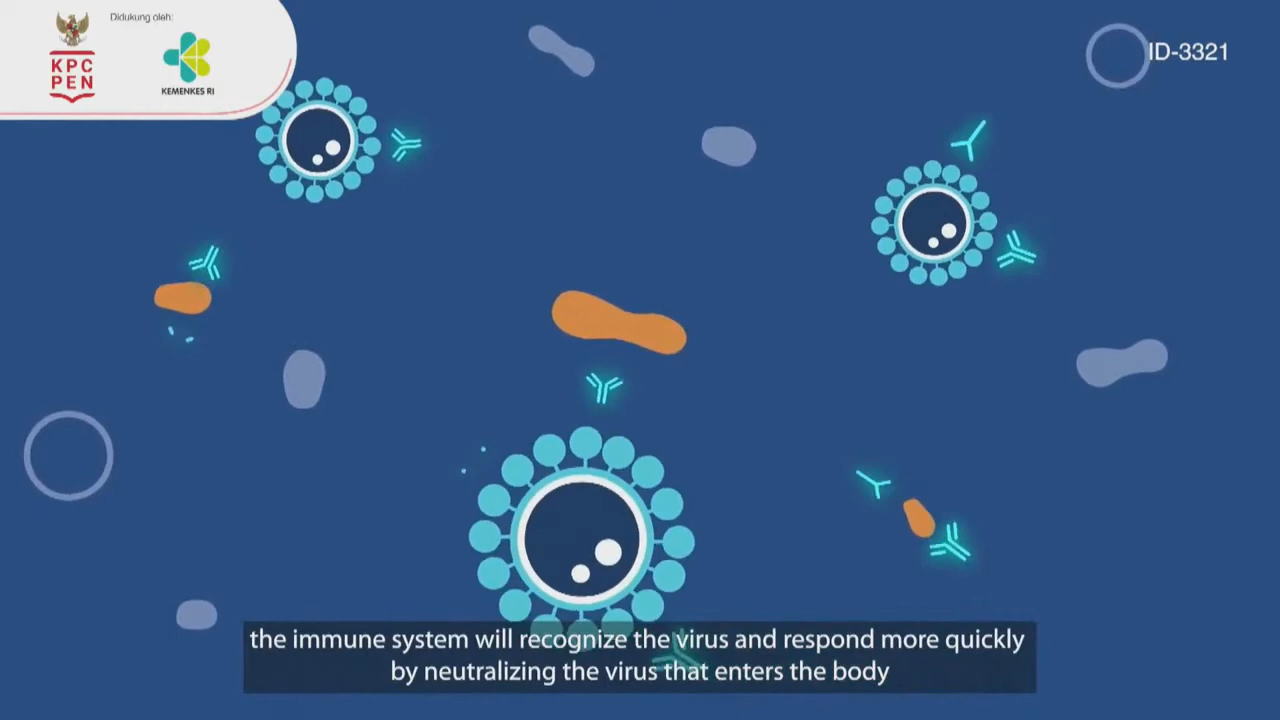 Didukung oleh:
KPC
PEN
KEMENKES RI
ID-3321
the immune system will recognize the virus and respond more quickly
by neutralizing the virus that enters the body